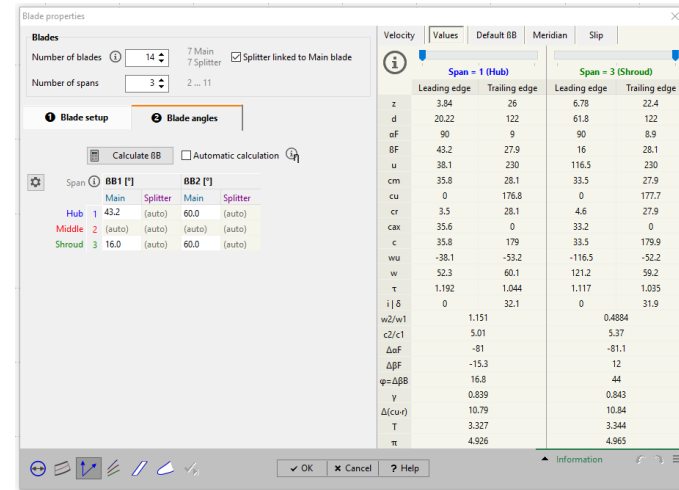 Blade properties
Blades
Number of blades 14 7 Main 7 Splitter Splitter linked to Main blade
Number of spans 3 2 ... 11
1 Blade setup 2 Blade angles
Calculate ßB Automatic calculation
Span ßB1 [°] ßB2 [°]
Main Splitter Main Splitter
Hub 1 43.2 (auto) 60.0 (auto)
Middle 2 (auto) (auto) (auto) (auto)
Shroud 3 16.0 (auto) 60.0 (auto)
OK Cancel ? Help
Velocity Values Default ßB Meridian Slip
Span = 1 (Hub) Span = 3 (Shroud)
Leading edge Trailing edge Leading edge Trailing edge
z 3.84 26 6.78 22.4
d 20.22 122 61.8 122
αF 90 9 90 8.9
ßF 43.2 27.9 16 28.1
u 38.1 230 116.5 230
cm 35.8 28.1 33.5 27.9
cu 0 176.8 0 177.7
cr 3.5 28.1 4.6 27.9
cax 35.6 0 33.2 0
c 35.8 179 33.5 179.9
wu -38.1 -53.2 -116.5 -52.2
w 52.3 60.1 121.2 59.2
τ 1.192 1.044 1.117 1.035
i | δ 0 32.1 0 31.9
w2/w1 1.151 0.4884
c2/c1 5.01 5.37
ΔαF -81 -81.1
ΔβF -15.3 12
φ=ΔβB 16.8 44
γ 0.839 0.843
Δ(cu·r) 10.79 10.84
T 3.327 3.344
π 4.926 4.965
Information